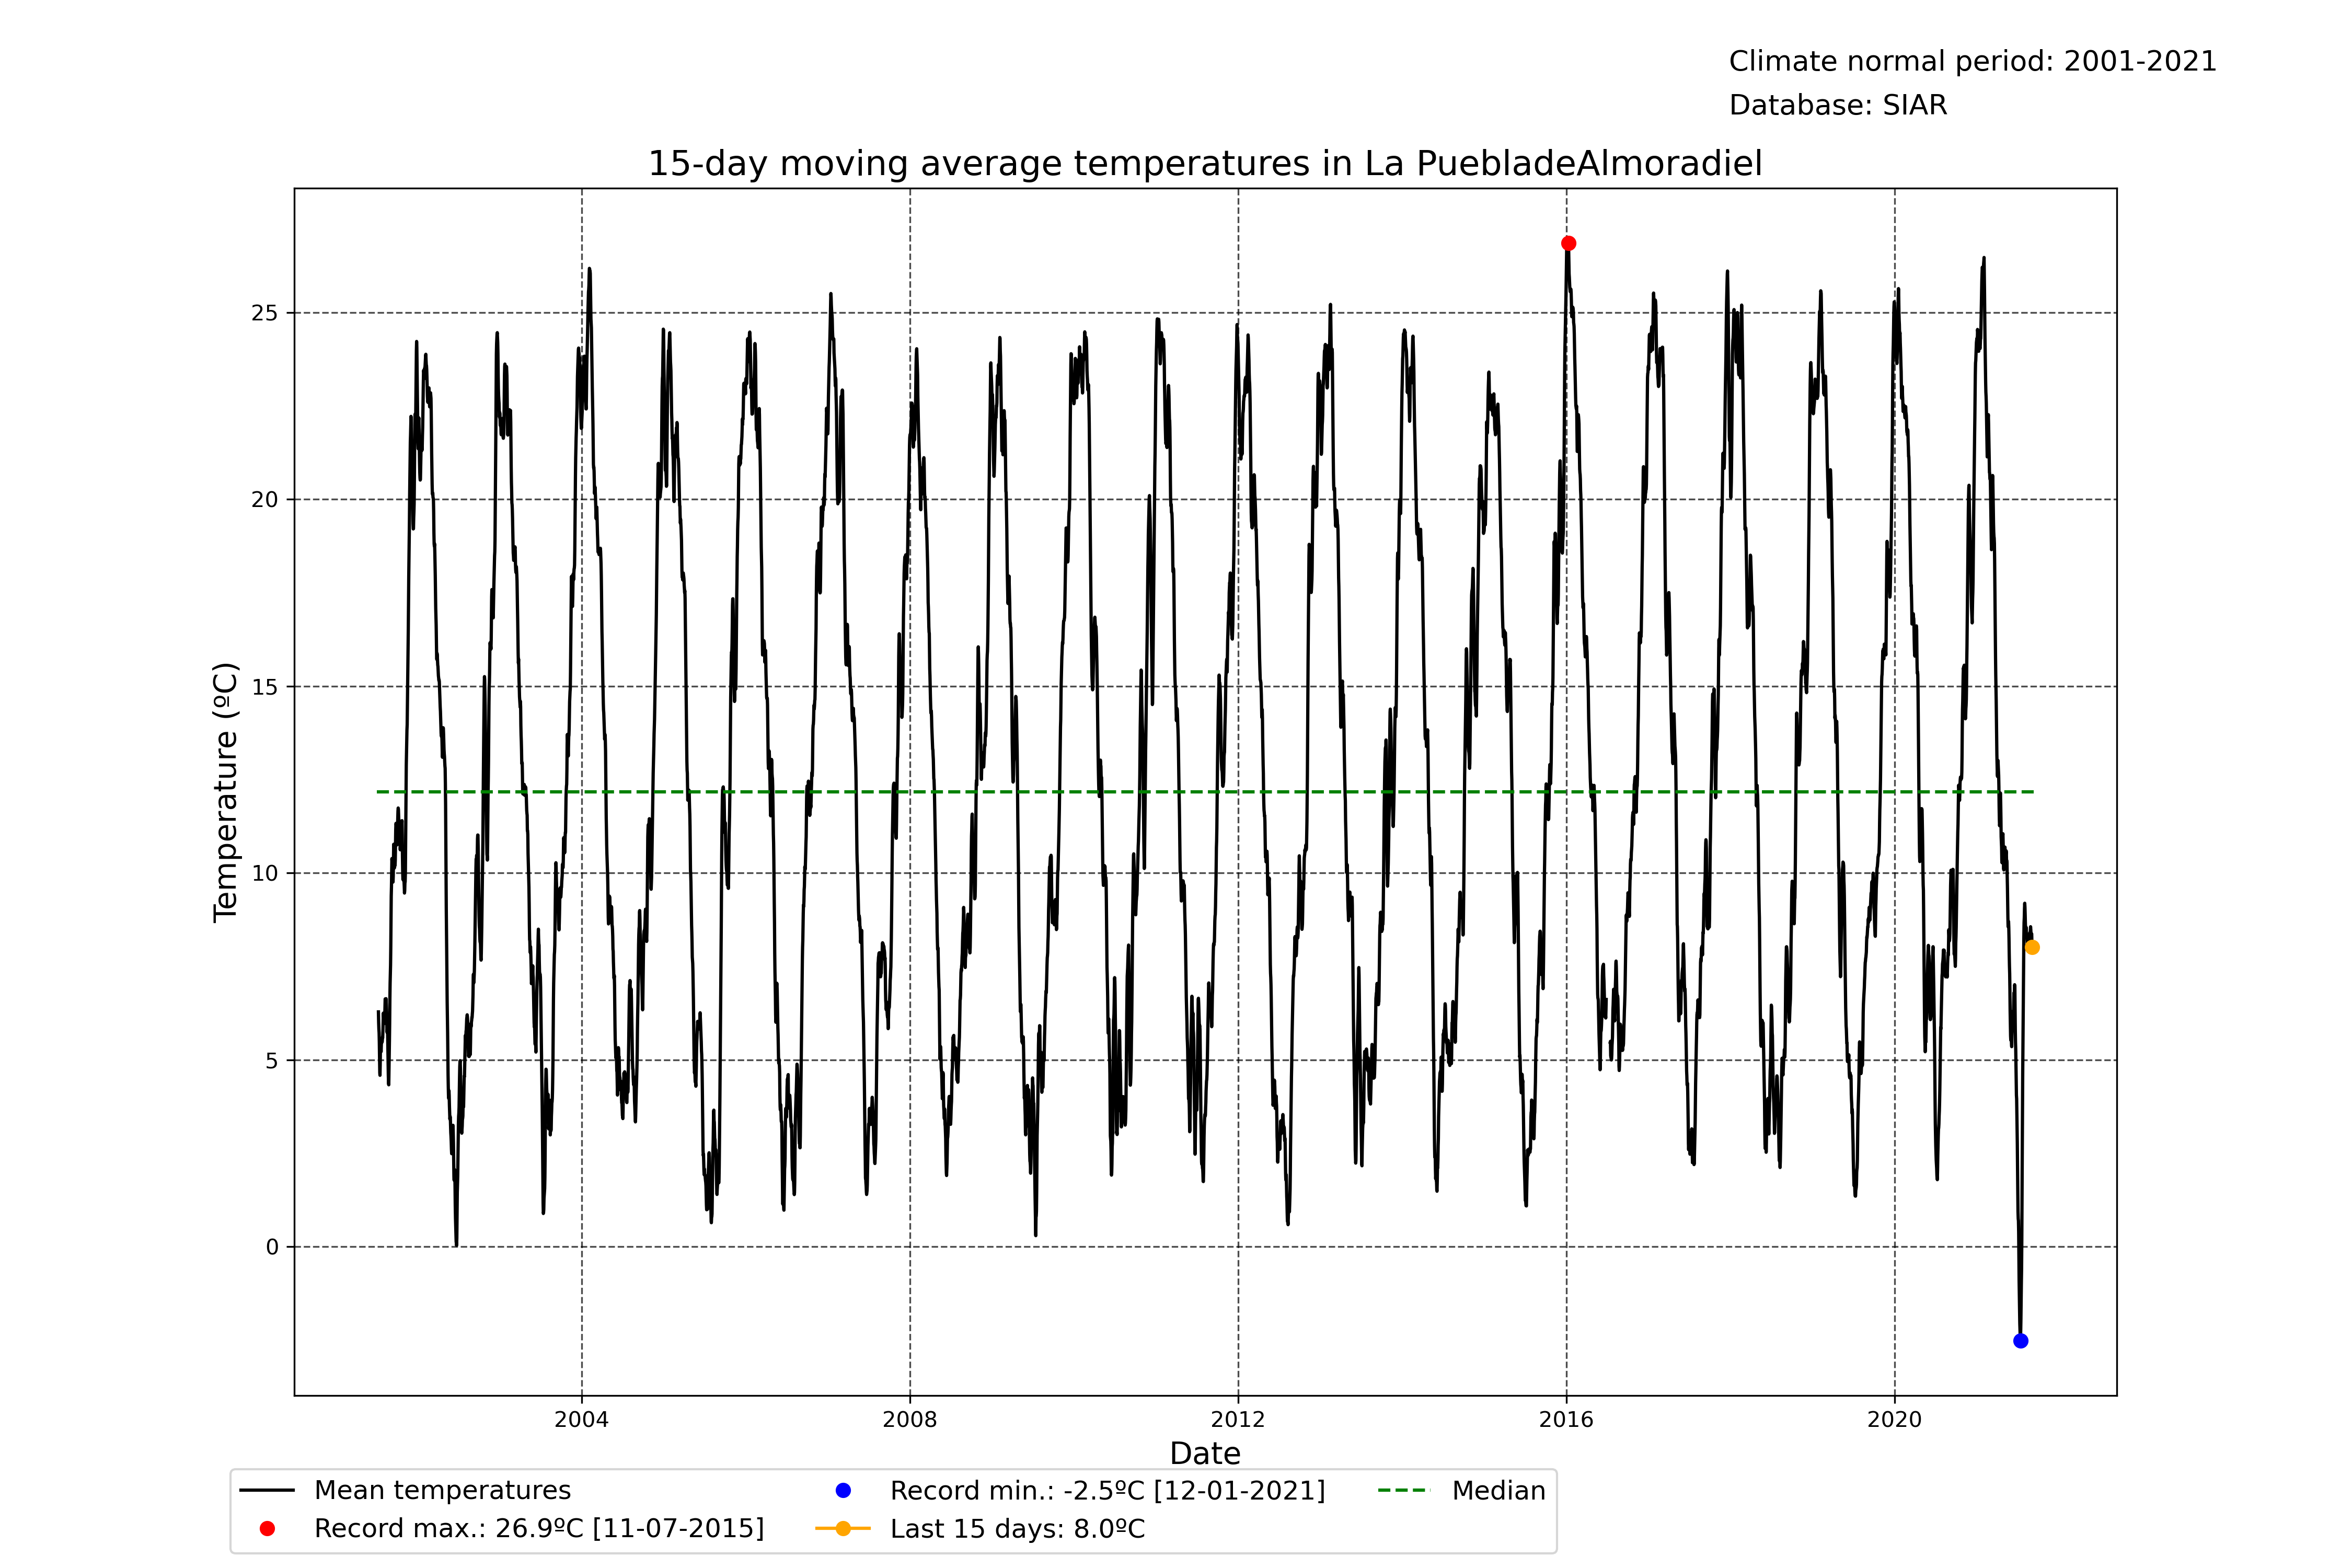 Climate normal period: 2001-2021
Database: SIAR
15-day moving average temperatures in La PuebladeAlmoradiel
Temperature (ºC)
25
20
15
10
5
0
2004 2008 2012 2016 2020
Date
Mean temperatures
Record max.: 26.9ºC [11-07-2015]
Record min.: -2.5ºC [12-01-2021]
Last 15 days: 8.0ºC
Median